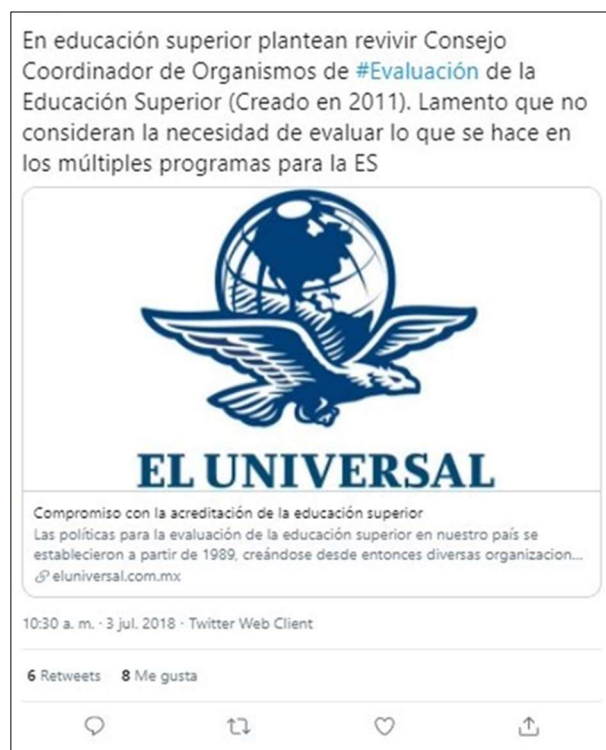 En educación superior plantean revivir Consejo
Coordinador de Organismos de #Evaluación de la
Educación Superior (Creado en 2011). Lamento que no
consideran la necesidad de evaluar lo que se hace en
los múltiples programas para la ES
EL UNIVERSAL
Compromiso con la acreditación de la educación superior
Las políticas para la evaluación de la educación superior en nuestro país se
establecieron a partir de 1989, creándose desde entonces diversas organizacion...
eluniversal.com.mx
10:30 a. m. · 3 jul. 2018 · Twitter Web Client
6 Retweets 8 Me gusta